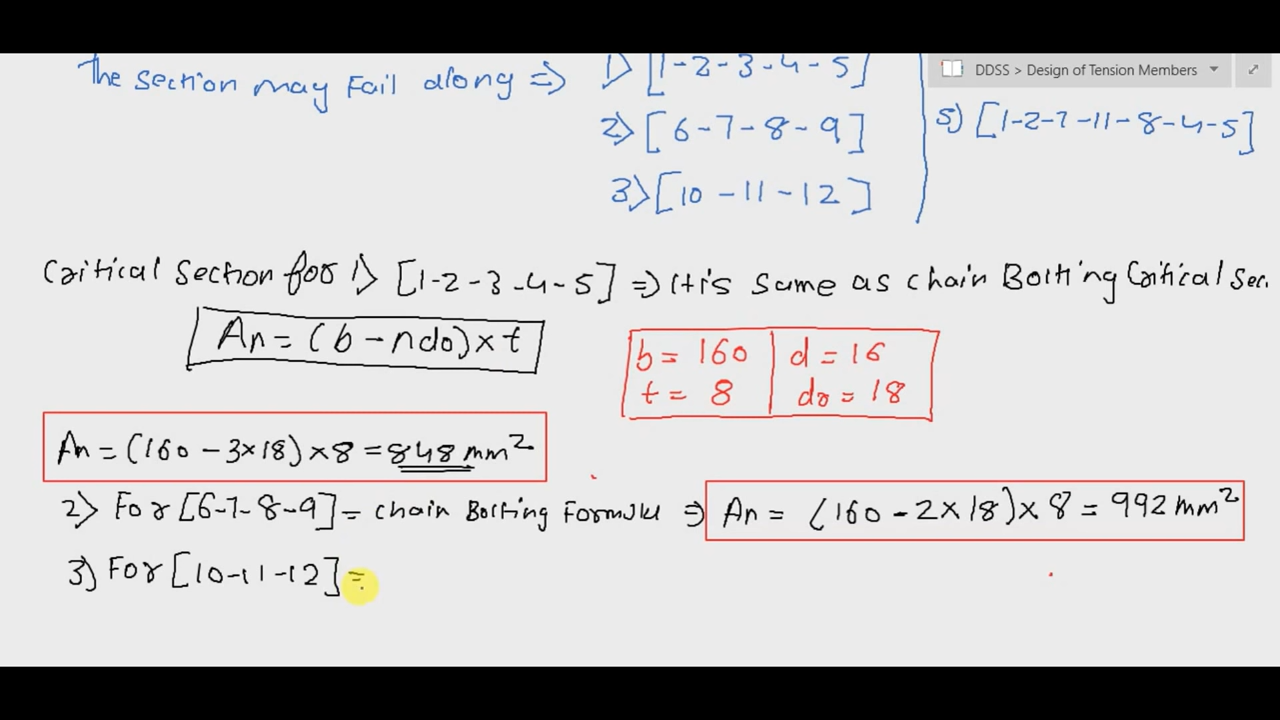 The section may Fail along ⇒ 1) [1-2-3-4-5]
DDSS > Design of Tension Members
2) [6-7-8-9]
5) [1-2-7-11-8-4-5]
3) [10-11-12]
Critical Section for 1) [1-2-3-4-5] ⇒ It is same as chain Bolting Critical Sec.
An = (b - ndo) × t
b = 160 d = 16
t = 8 do = 18
An = (160 - 3×18) × 8 = 848 mm²
2) For [6-7-8-9] = chain Bolting Formula ⇒ An = (160 - 2×18) × 8 = 992 mm²
3) For [10-11-12] =